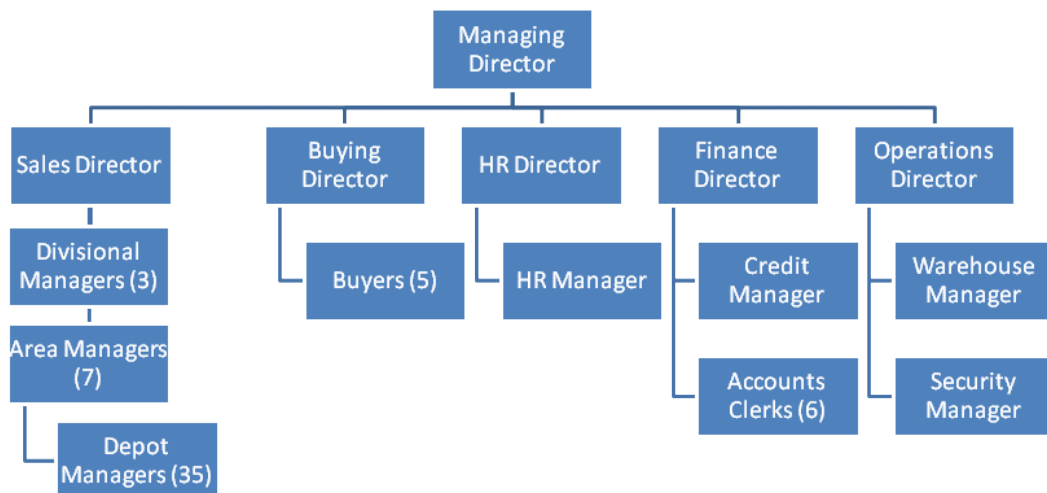 Managing
Director
Sales Director
Buying
Director
HR Director
Finance
Director
Operations
Director
Divisional
Managers (3)
Buyers (5)
HR Manager
Credit
Manager
Warehouse
Manager
Area Managers
(7)
Accounts
Clerks (6)
Security
Manager
Depot
Managers (35)